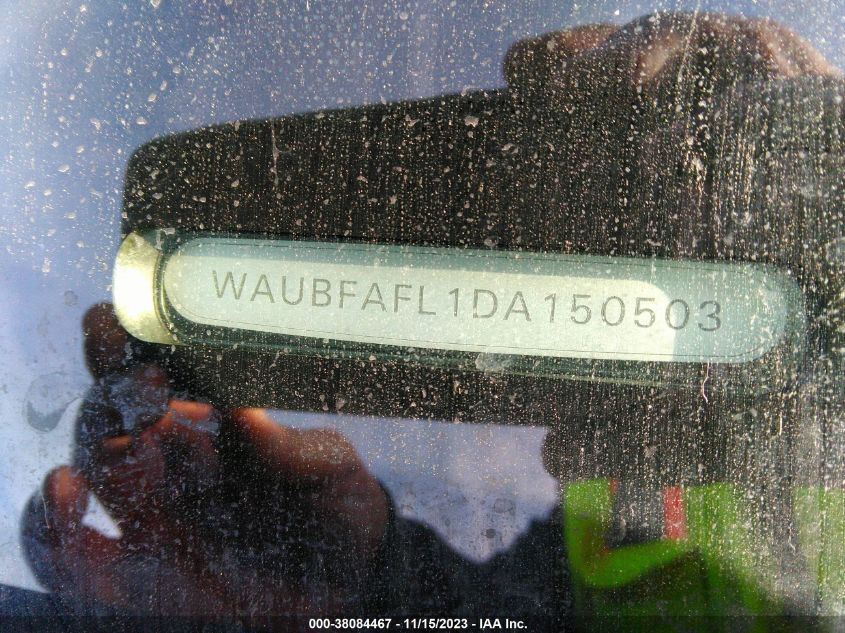 WAUBFAFL1DA150503
000-38084467 - 11/15/2023 - IAA Inc.